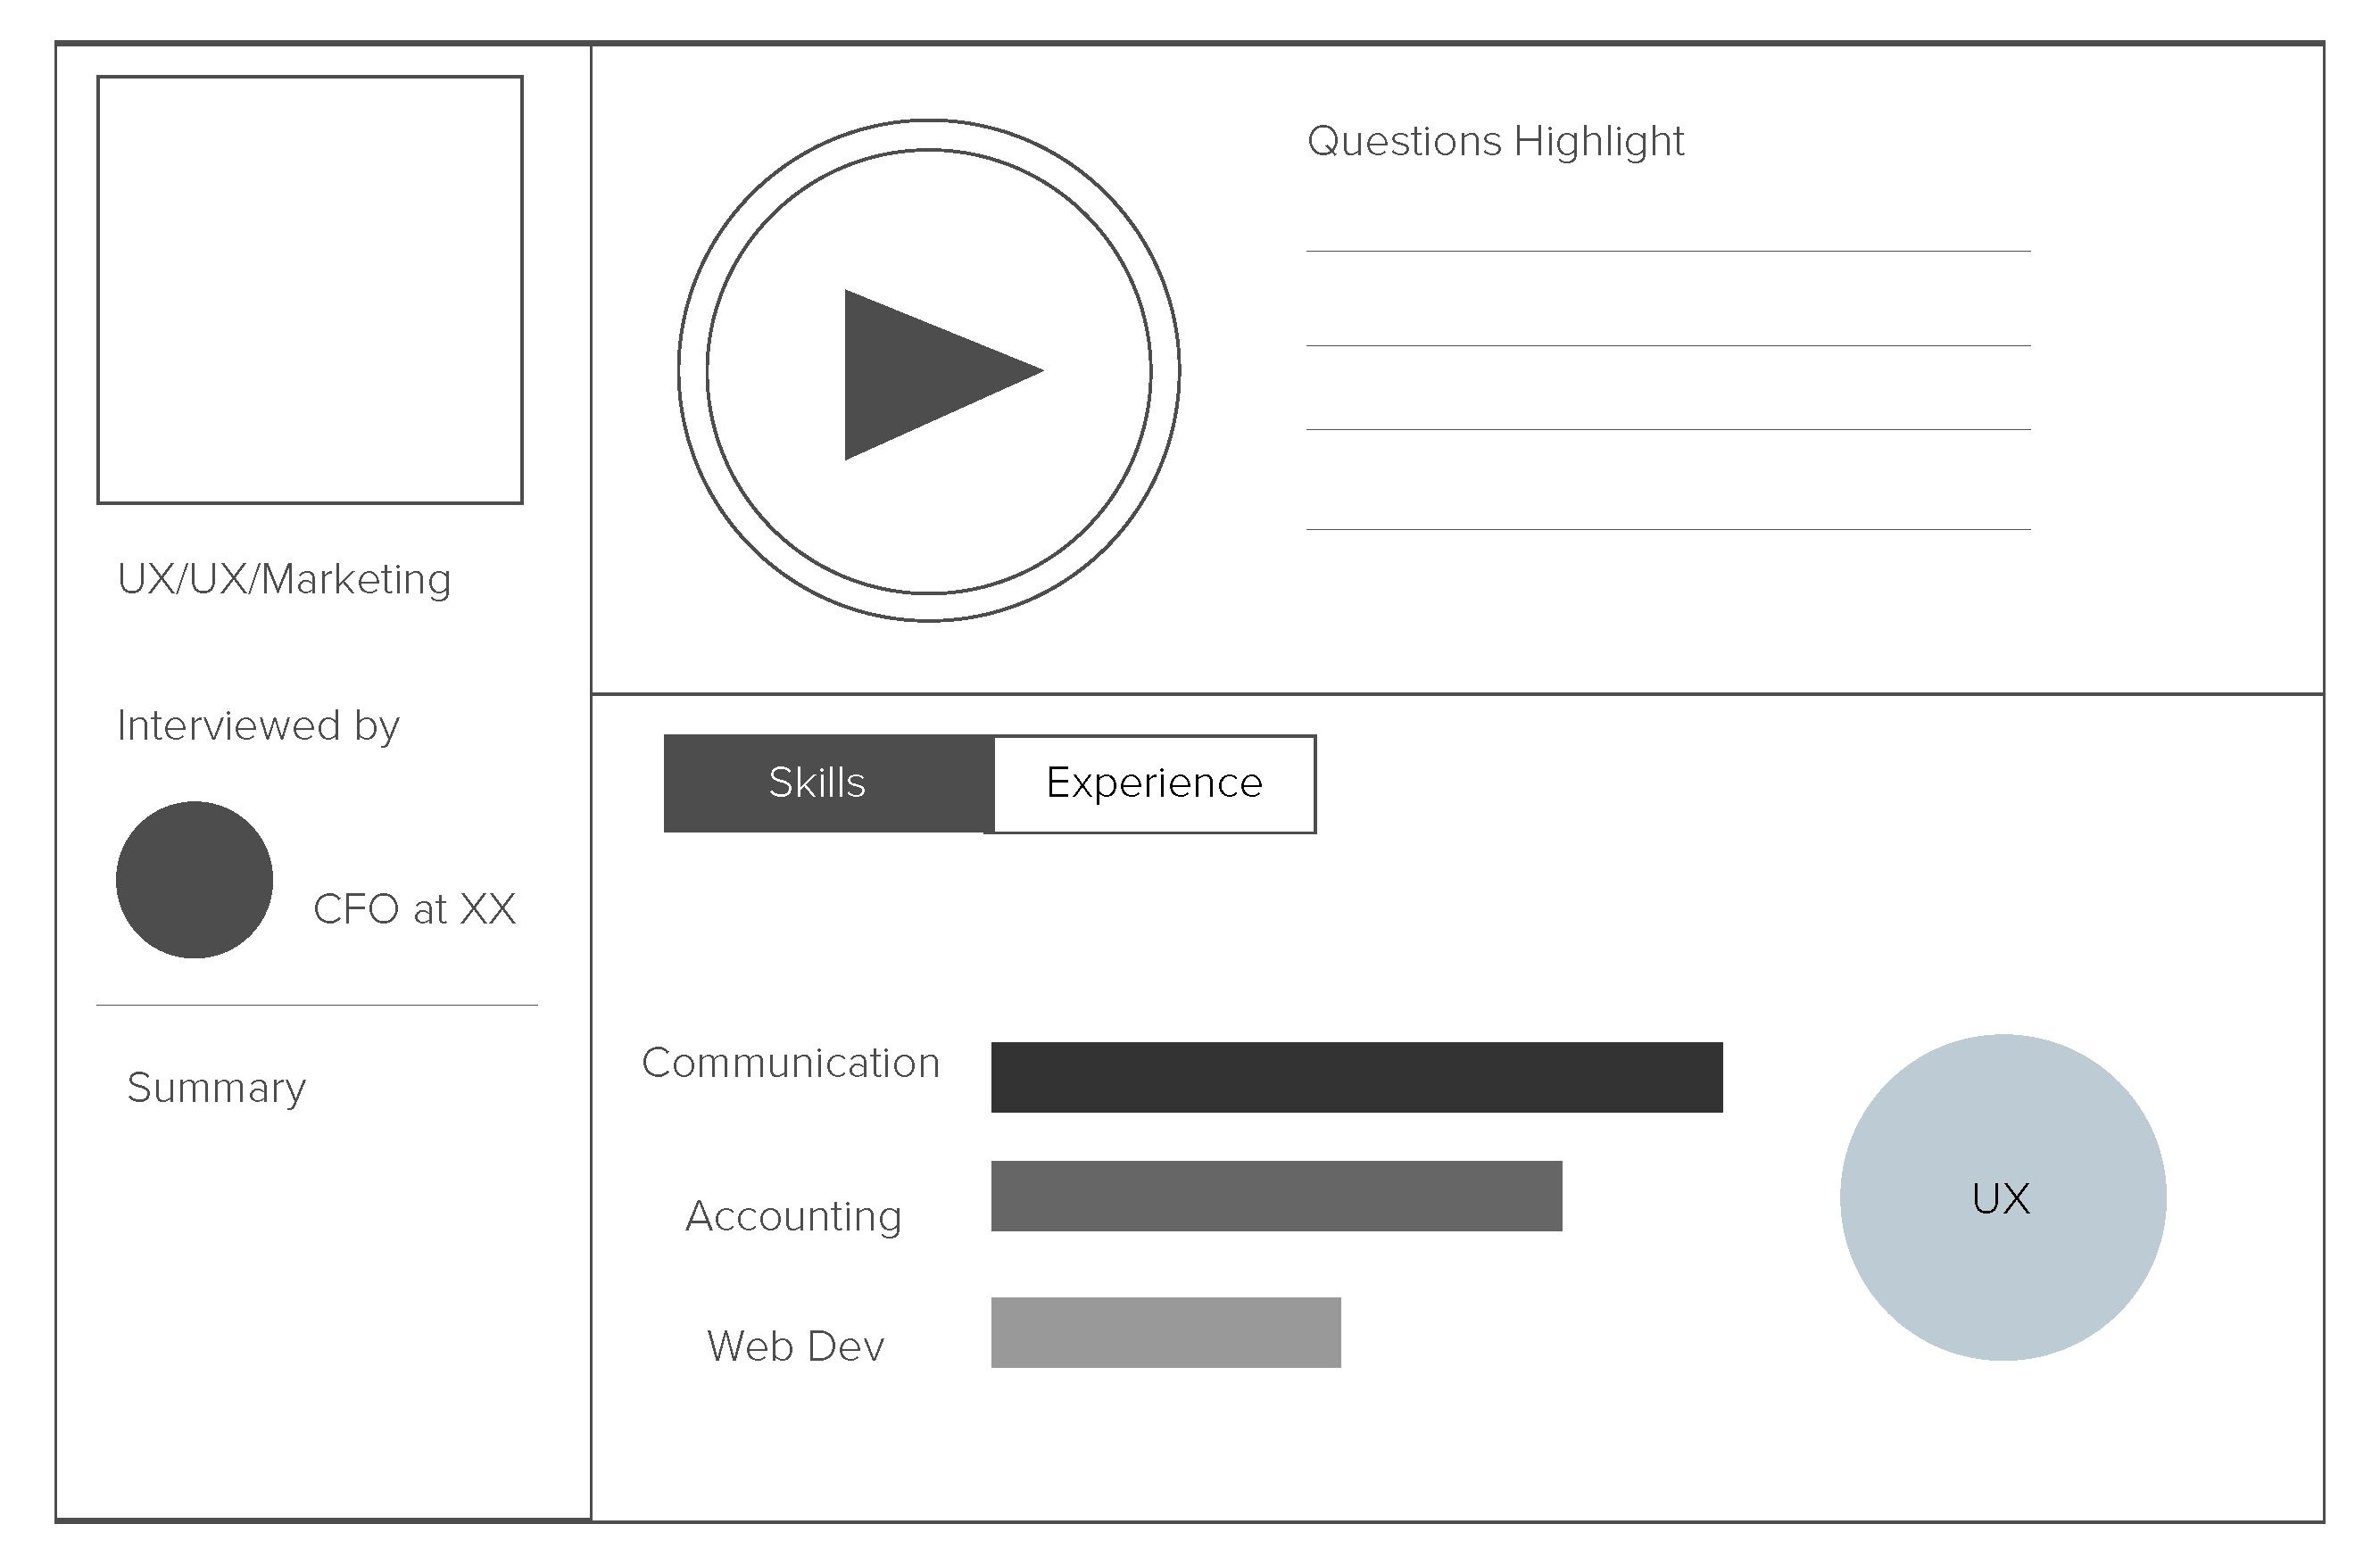 UX/UX/Marketing
Interviewed by
CFO at XX
Summary
Questions Highlight
Skills
Experience
Communication
Accounting
Web Dev
UX